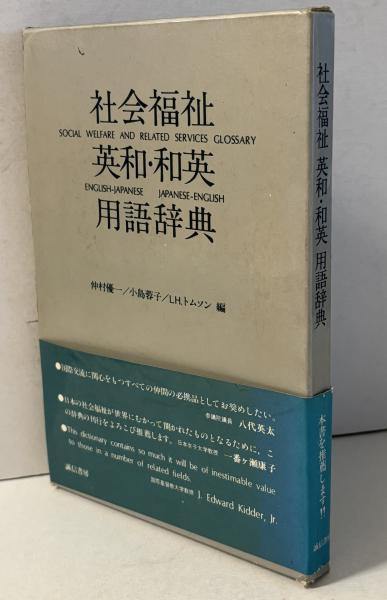 社会福祉
SOCIAL WELFARE AND RELATED SERVICES GLOSSARY
英和・和英
ENGLISH-JAPANESE JAPANESE-ENGLISH
用語辞典
仲村優一/小島蓉子/L.H.トムソン 編
●国際交流に関心をもつすべての仲間の必携品としてお奨めしたい。
参議院議員 八代英太
●日本の社会福祉が世界にむかって開かれたものとなるために、こ
の辞典の刊行をよろこび推薦します。日本女子大学教授 一番ヶ瀬康子
●This dictionary contains so much it will be of inestimable value
to those in a number of related fields.
国際基督教大学教授 J. Edward Kidder, Jr.
誠信書房
社会福祉 英和・和英 用語辞典
本書を推薦します!!
誠信書房